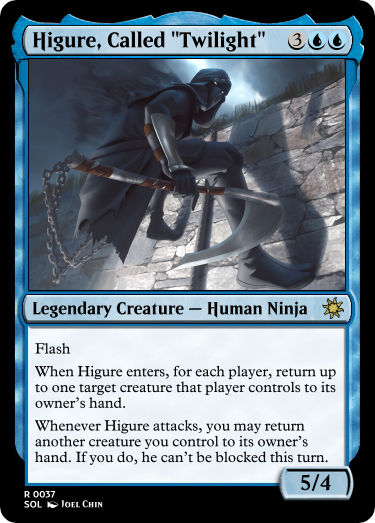 Higure, Called "Twilight" 3
Legendary Creature — Human Ninja
Flash
When Higure enters, for each player, return up
to one target creature that player controls to its
owner's hand.
Whenever Higure attacks, you may return
another creature you control to its owner's
hand. If you do, he can't be blocked this turn.
5/4
R 0037
SOL Joel Chin